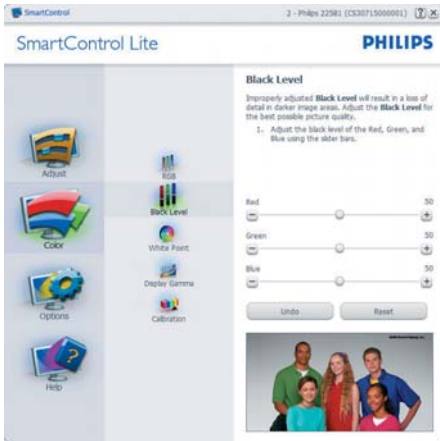 SmartControl
2 - Philips 225B1 (CS30715000001)
SmartControl Lite
PHILIPS
Adjust
Color
Options
Help
RGB
Black Level
White Point
Display Gamma
Calibration
Black Level
Improperly adjusted Black Level will result in a loss of
detail in darker image areas. Adjust the Black Level for
the best possible picture quality.
1. Adjust the black level of the Red, Green, and
Blue using the slider bars.
Red 50
Green 50
Blue 50
Undo Reset